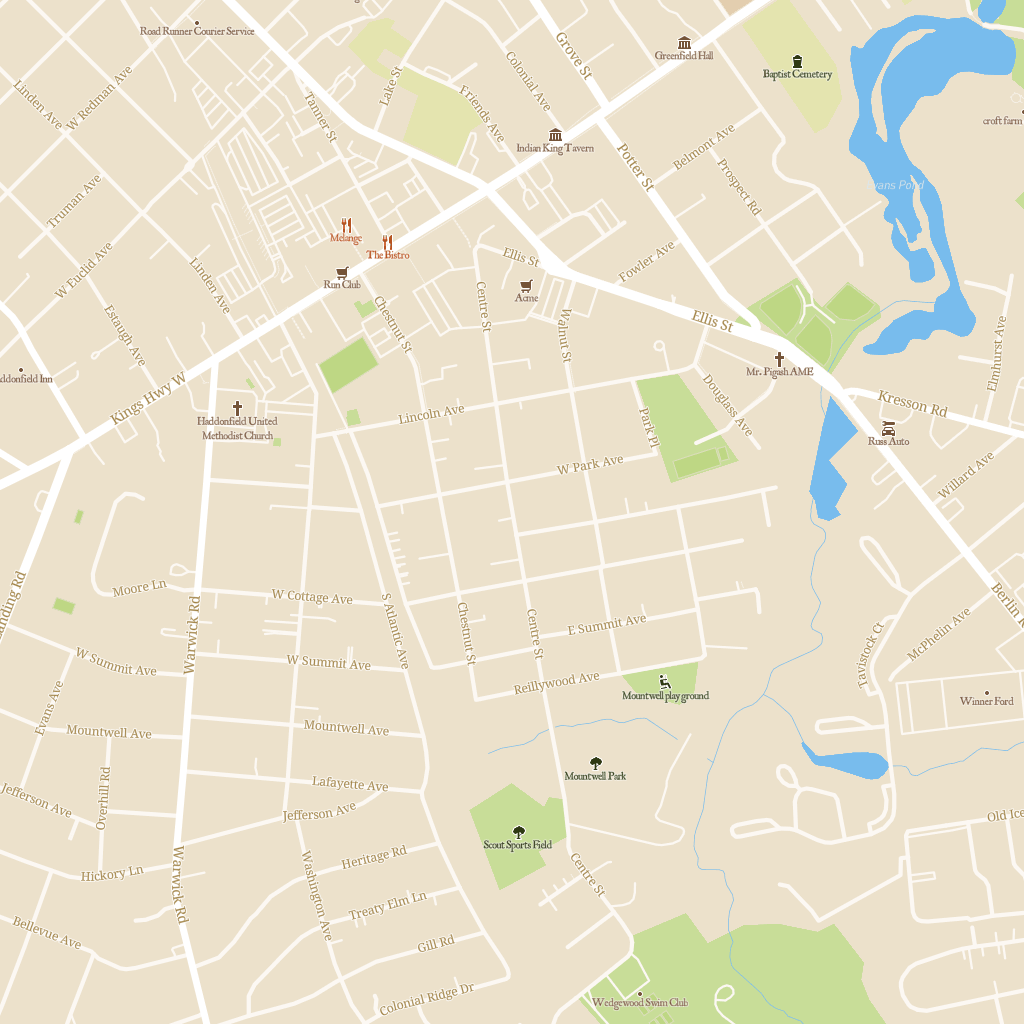 Road Runner Courier Service
Greenfield Hall
Grove St
Baptist Cemetery
Linden Ave
W Redman Ave
Lake St
Colonial Ave
Friends Ave
Tanner St
croft farm
Indian King Tavern
Belmont Ave
Potter St
Prospect Rd
Truman Ave
Melange
The Bistro
Ellis St
Fowler Ave
W Euclid Ave
Linden Ave
Run Club
Acme
Centre St
Chestnut St
Walnut St
Ellis St
Estaugh Ave
Elmhurst Ave
Mr. Pigash AME
Kings Hwy W
Haddonfield United
Methodist Church
Lincoln Ave
Douglass Ave
Park Pl
Kresson Rd
Russ Auto
W Park Ave
Willard Ave
Moore Ln
W Cottage Ave
Warwick Rd
S Atlantic Ave
Chestnut St
Centre St
E Summit Ave
McPhelin Ave
Tavistock Ct
W Summit Ave
W Summit Ave
Reillywood Ave
Mountwell playground
Winner Ford
Evans Ave
Mountwell Ave
Mountwell Ave
Mountwell Park
Lafayette Ave
Jefferson Ave
Jefferson Ave
Overhill Rd
Scout Sports Field
Old Ice
Hickory Ln
Heritage Rd
Warwick Rd
Washington Ave
Centre St
Treaty Elm Ln
Bellevue Ave
Gill Rd
Colonial Ridge Dr
Wedgewood Swim Club